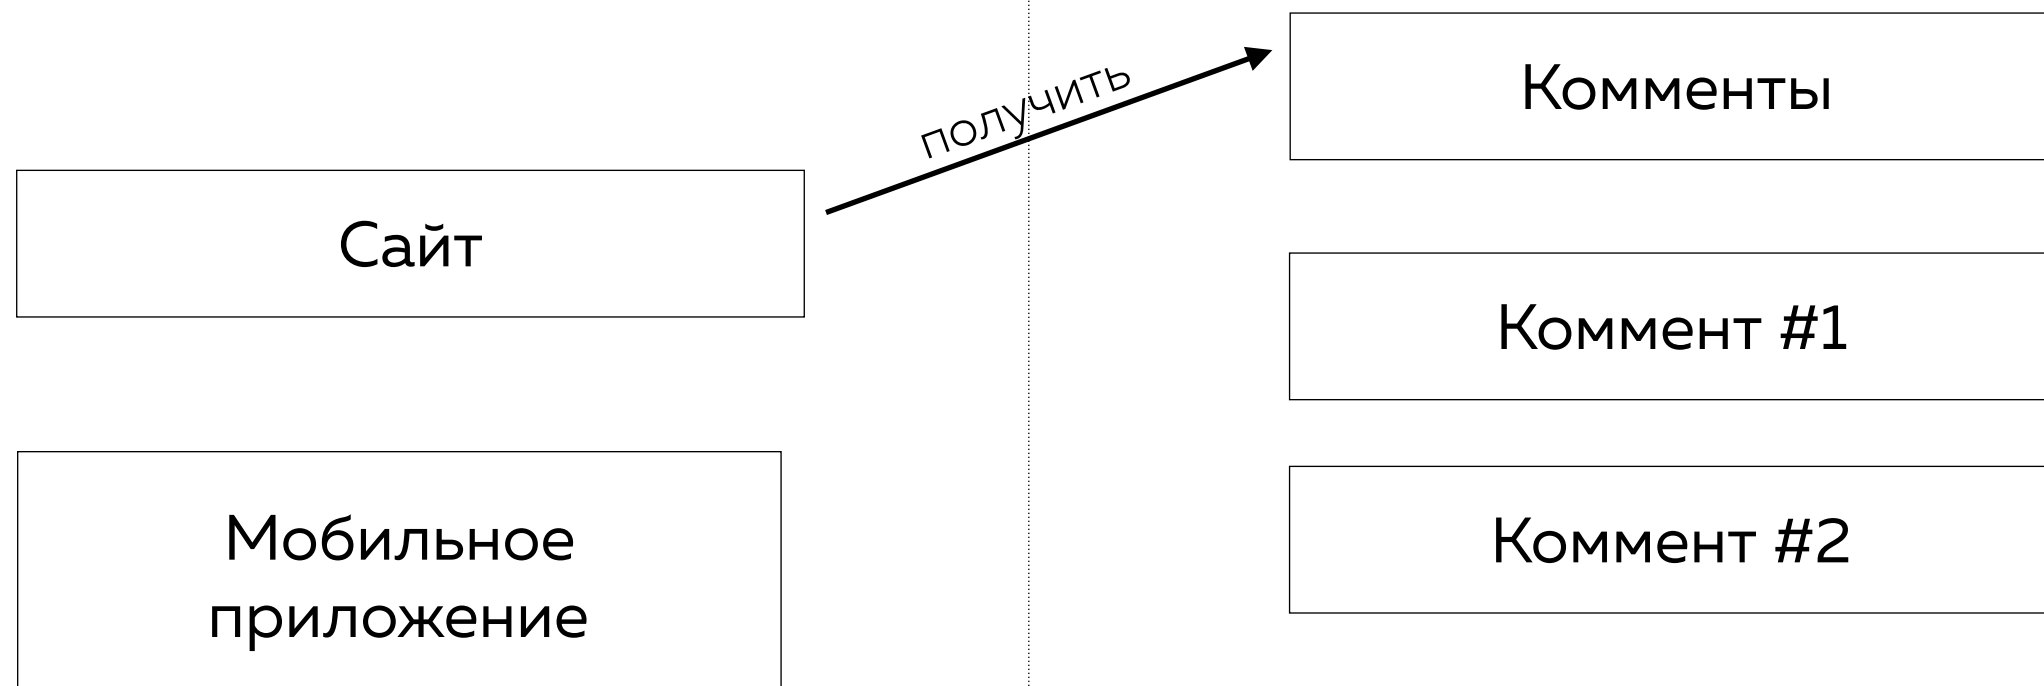 получить
Комменты
Сайт
Коммент #1
Мобильное
приложение
Коммент #2